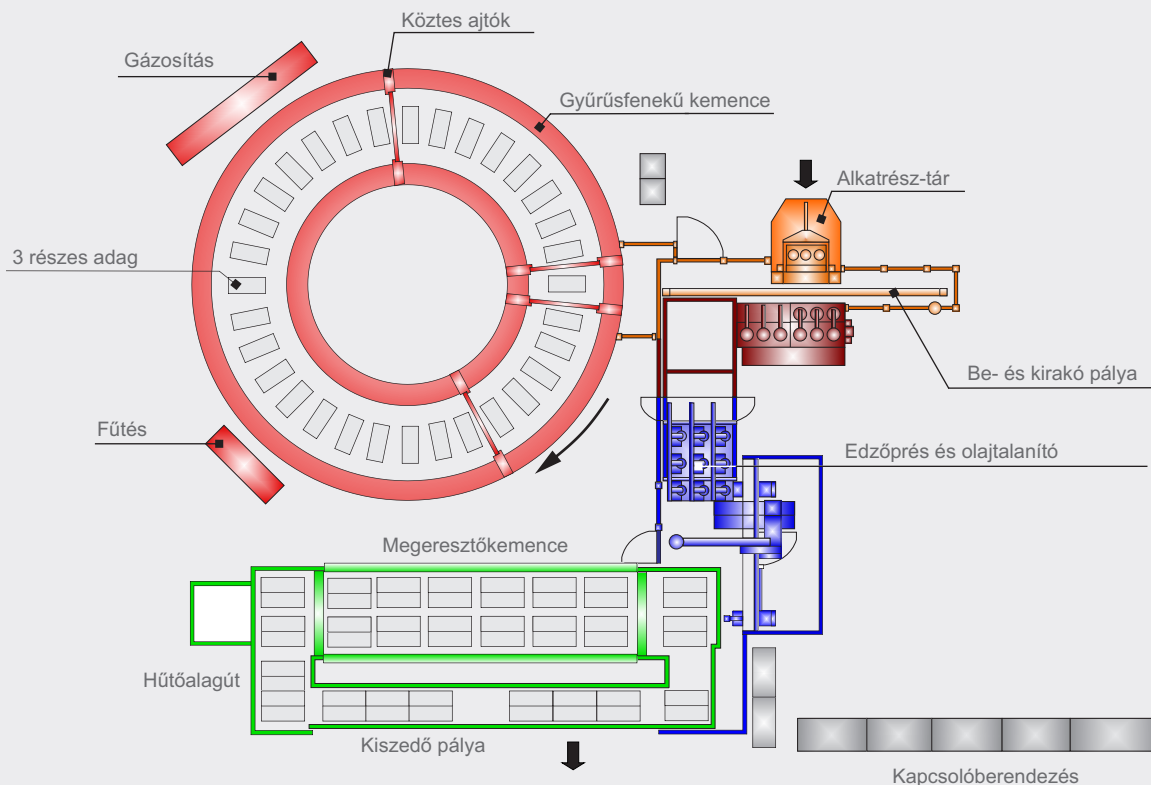 Köztes ajtók
Gázosítás
Gyűrűsfenekű kemence
Alkatrész-tár
3 részes adag
Be- és kirakó pálya
Fűtés
Edzőprés és olajtalanító
Megeresztőkemence
Hűtőalagút
Kiszedő pálya
Kapcsolóberendezés